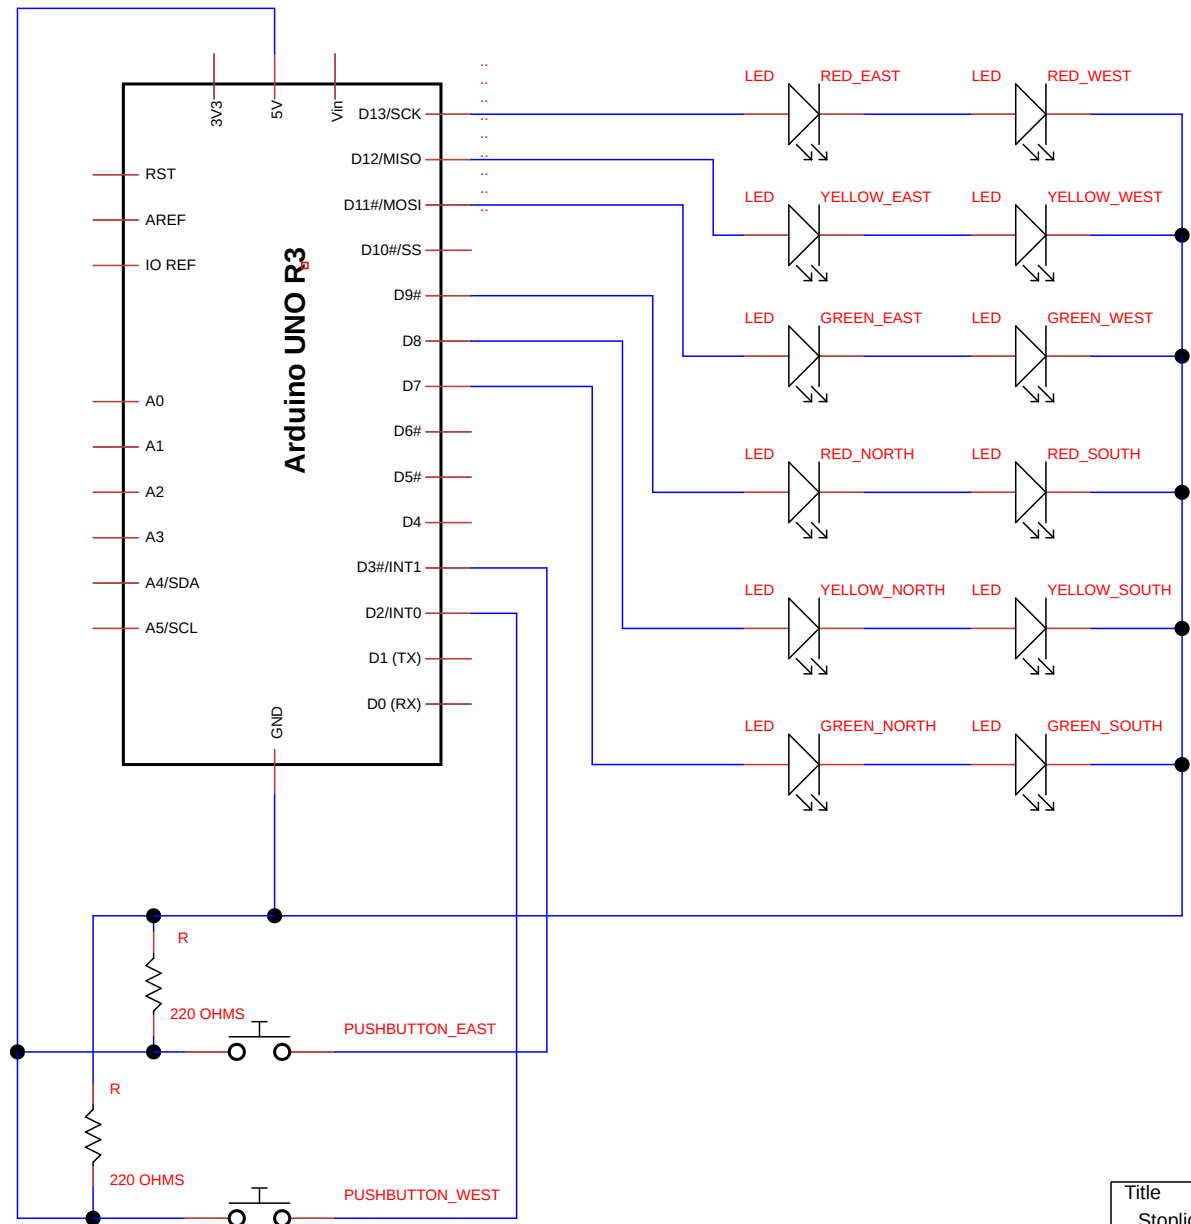 3V3
5V
Vin
D13/SCK
D12/MISO
D11#/MOSI
D10#/SS
D9#
D8
D7
D6#
D5#
D4
D3#/INT1
D2/INT0
D1 (TX)
D0 (RX)
RST
AREF
IO REF
A0
A1
A2
A3
A4/SDA
A5/SCL
Arduino UNO R3
GND
LED RED_EAST LED RED_WEST
LED YELLOW_EAST LED YELLOW_WEST
LED GREEN_EAST LED GREEN_WEST
LED RED_NORTH LED RED_SOUTH
LED YELLOW_NORTH LED YELLOW_SOUTH
LED GREEN_NORTH LED GREEN_SOUTH
R
220 OHMS
PUSHBUTTON_EAST
R
220 OHMS
PUSHBUTTON_WEST
Title